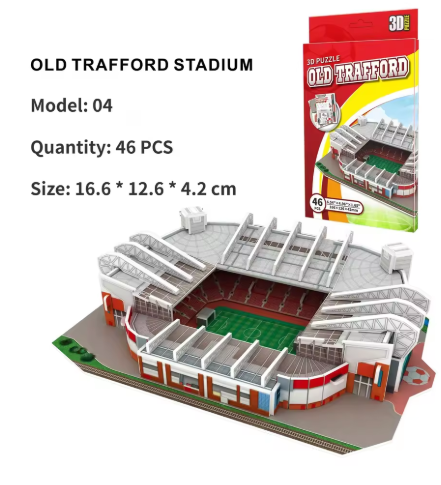 OLD TRAFFORD STADIUM
Model: 04
Quantity: 46 PCS
Size: 16.6 * 12.6 * 4.2 cm
3D PUZZLE
3D PUZZLE
OLD TRAFFORD
46
PCS